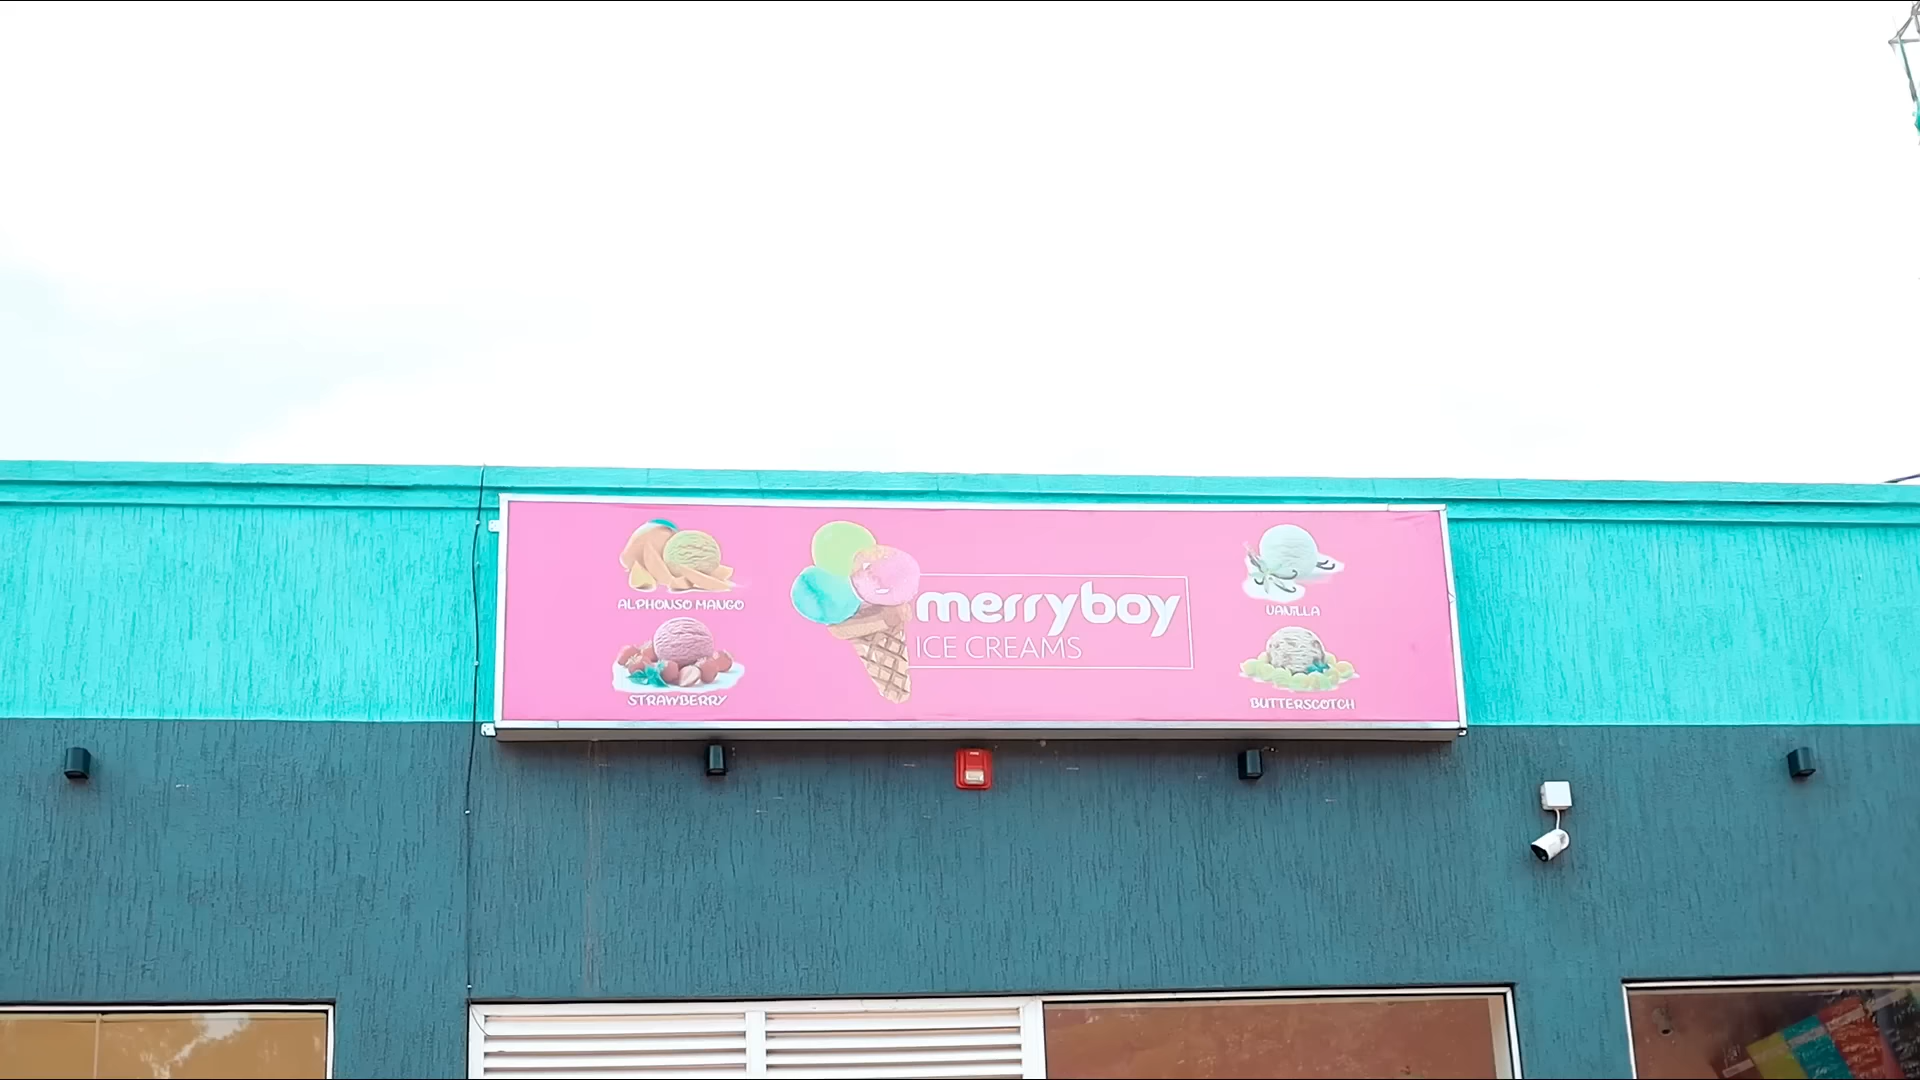 ALPHONSO MANGO
STRAWBERRY
merryboy
ICE CREAMS
VANILLA
BUTTERSCOTCH